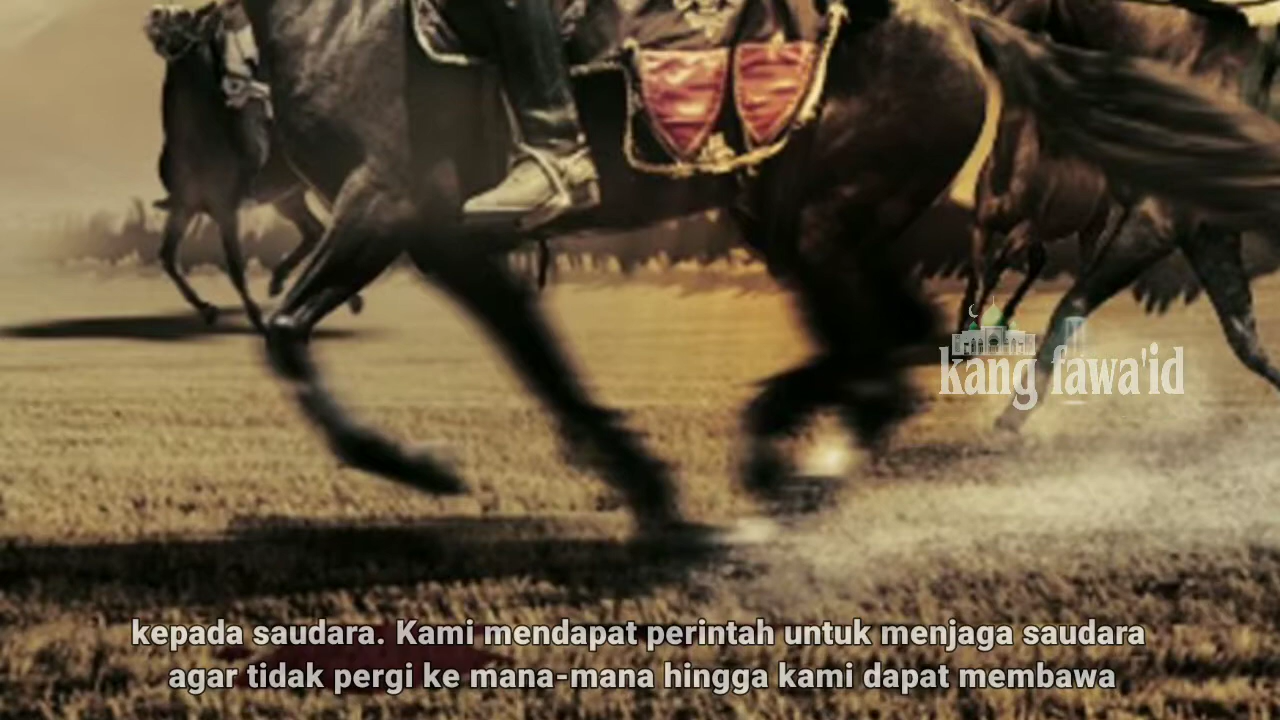 kang fawa'id
kepada saudara. Kami mendapat perintah untuk menjaga saudara
agar tidak pergi ke mana-mana hingga kami dapat membawa